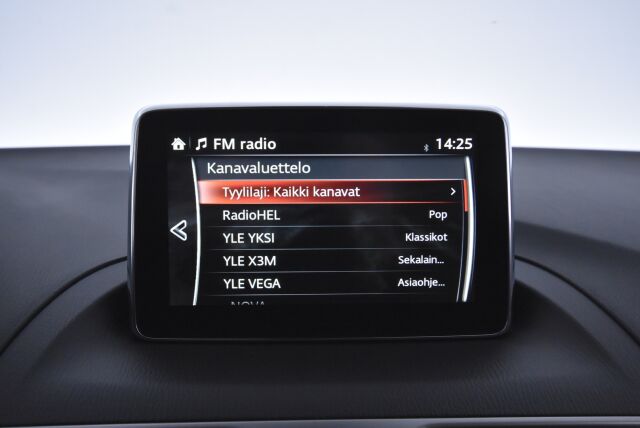 FM radio 14:25
Kanavaluettelo
Tyylilaji: Kaikki kanavat >
RadioHEL Pop
YLE YKSI Klassikot
YLE X3M Sekalain...
YLE VEGA Asiaohje...
NOVA